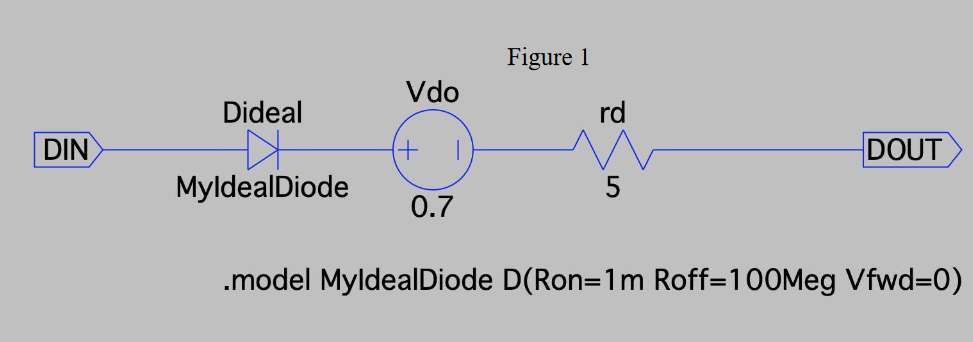 Figure 1
Vdo
Dideal
rd
DIN
+
DOUT
MyIdealDiode
5
0.7
.model MyIdealDiode D(Ron=1m Roff=100Meg Vfwd=0)